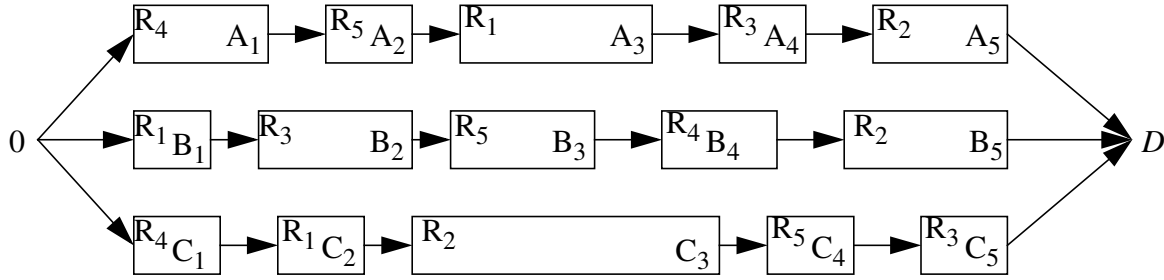 R₄ A₁ R₅ A₂ R₁ A₃ R₃ A₄ R₂ A₅
0 R₁ B₁ R₃ B₂ R₅ B₃ R₄ B₄ R₂ B₅ D
R₄ C₁ R₁ C₂ R₂ C₃ R₅ C₄ R₃ C₅